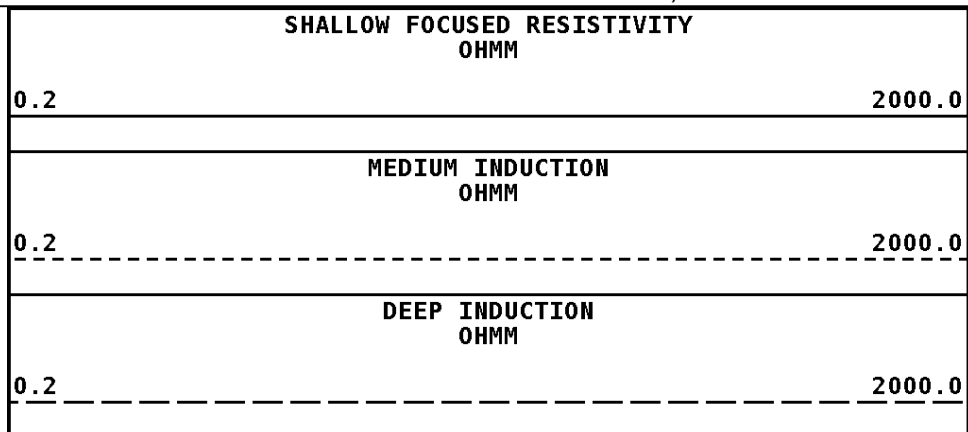 SHALLOW FOCUSED RESISTIVITY
OHMM
0.2 2000.0
MEDIUM INDUCTION
OHMM
0.2 2000.0
DEEP INDUCTION
OHMM
0.2 2000.0